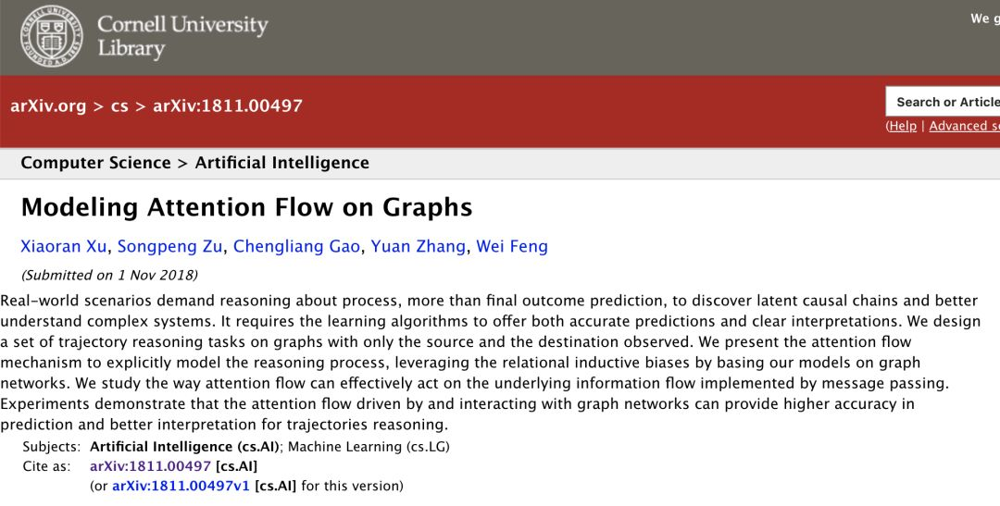 Cornell University
Library
We g
arXiv.org > cs > arXiv:1811.00497
Search or Article
(Help | Advanced se
Computer Science > Artificial Intelligence
Modeling Attention Flow on Graphs
Xiaoran Xu, Songpeng Zu, Chengliang Gao, Yuan Zhang, Wei Feng
(Submitted on 1 Nov 2018)
Real-world scenarios demand reasoning about process, more than final outcome prediction, to discover latent causal chains and better
understand complex systems. It requires the learning algorithms to offer both accurate predictions and clear interpretations. We design
a set of trajectory reasoning tasks on graphs with only the source and the destination observed. We present the attention flow
mechanism to explicitly model the reasoning process, leveraging the relational inductive biases by basing our models on graph
networks. We study the way attention flow can effectively act on the underlying information flow implemented by message passing.
Experiments demonstrate that the attention flow driven by and interacting with graph networks can provide higher accuracy in
prediction and better interpretation for trajectories reasoning.
Subjects: Artificial Intelligence (cs.AI); Machine Learning (cs.LG)
Cite as: arXiv:1811.00497 [cs.AI]
(or arXiv:1811.00497v1 [cs.AI] for this version)